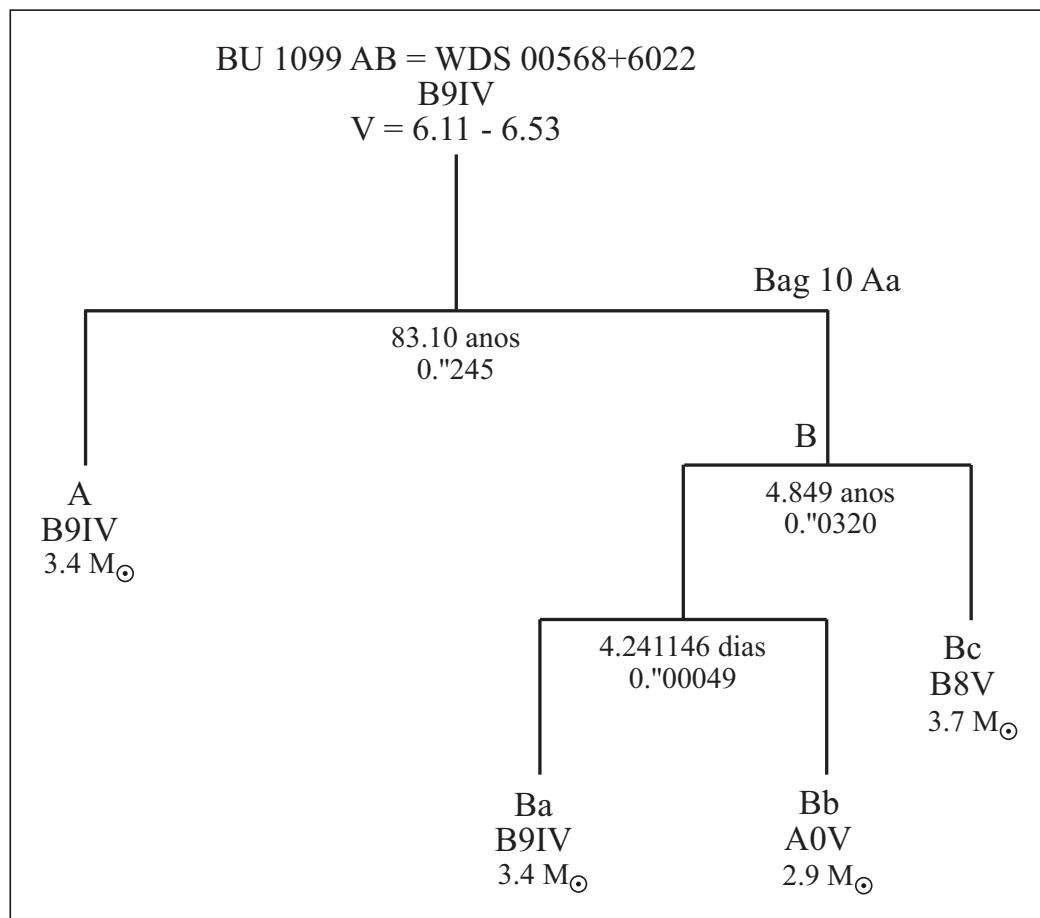 BU 1099 AB = WDS 00568+6022
B9IV
V = 6.11 - 6.53
Bag 10 Aa
83.10 anos
0."245
B
4.849 anos
0."0320
A
B9IV
3.4 M☉
4.241146 dias
0."00049
Bc
B8V
3.7 M☉
Ba
B9IV
3.4 M☉
Bb
A0V
2.9 M☉